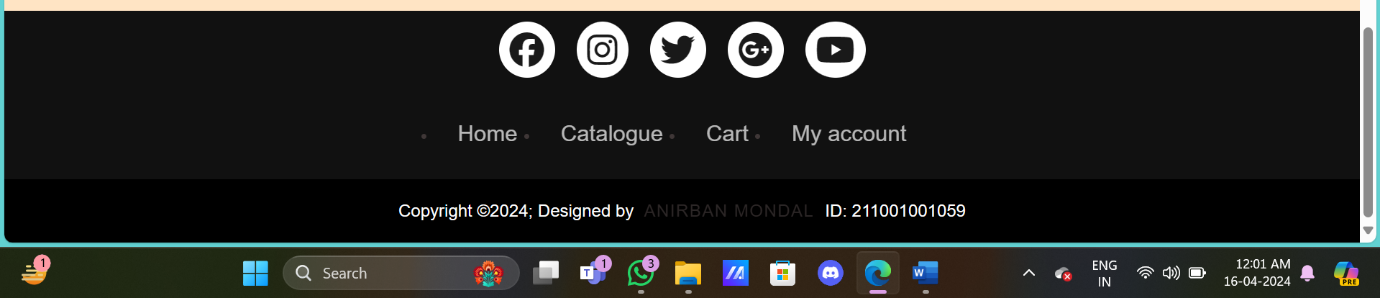 Home Catalogue Cart My account
Copyright ©2024; Designed by ANIRBAN MONDAL ID: 211001001059
1
Search
1
3
ENG
IN
12:01 AM
16-04-2024
PRE